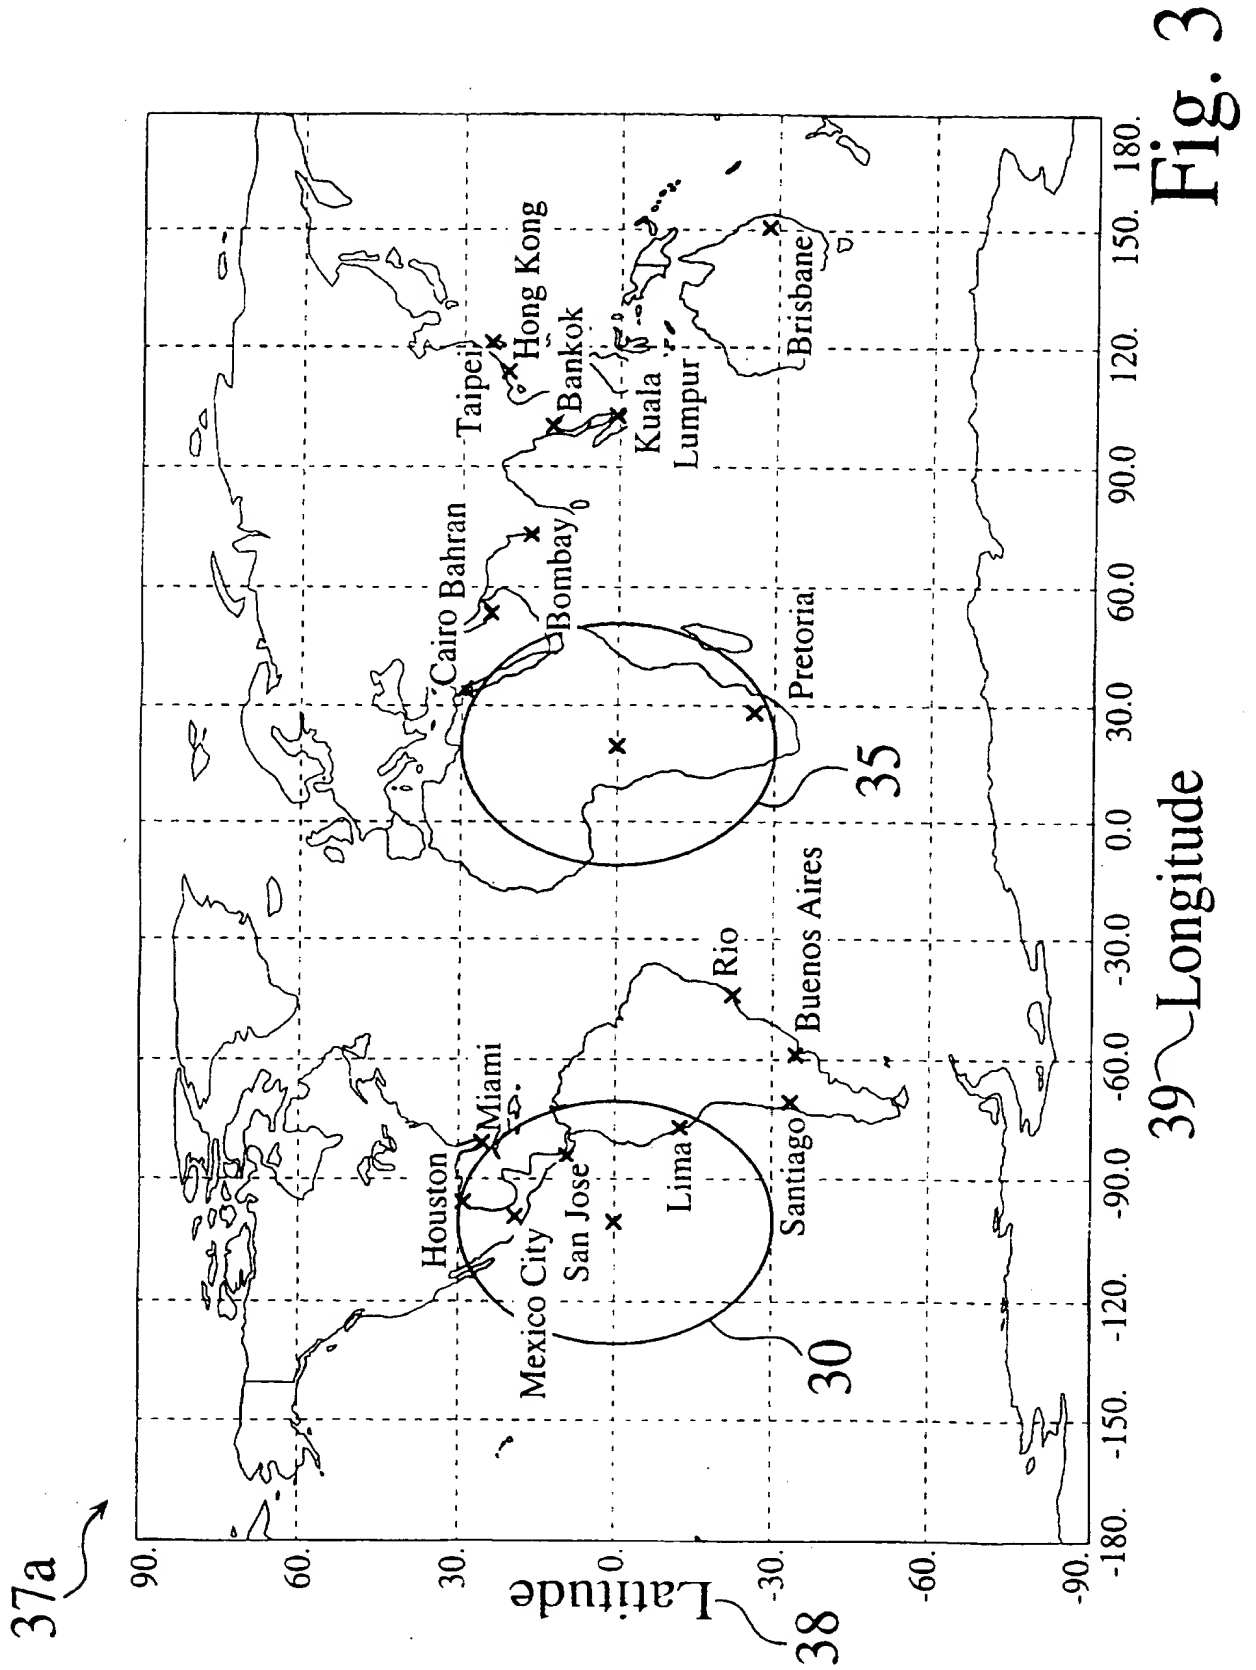 37a
90.
60.
30.
0.
-30.
-60.
-90.
Latitude
38
-180.
-150.
-120.
-90.0
-60.0
-30.0
0.0
30.0
60.0
90.0
120.
150.
180.
39
Longitude
Houston
Miami
Mexico City
San Jose
Lima
Santiago
Rio
Buenos Aires
30
Cairo
Bahran
Bombay
Pretoria
35
Taipei
Hong Kong
Bankok
Kuala
Lumpur
Brisbane
Fig. 3